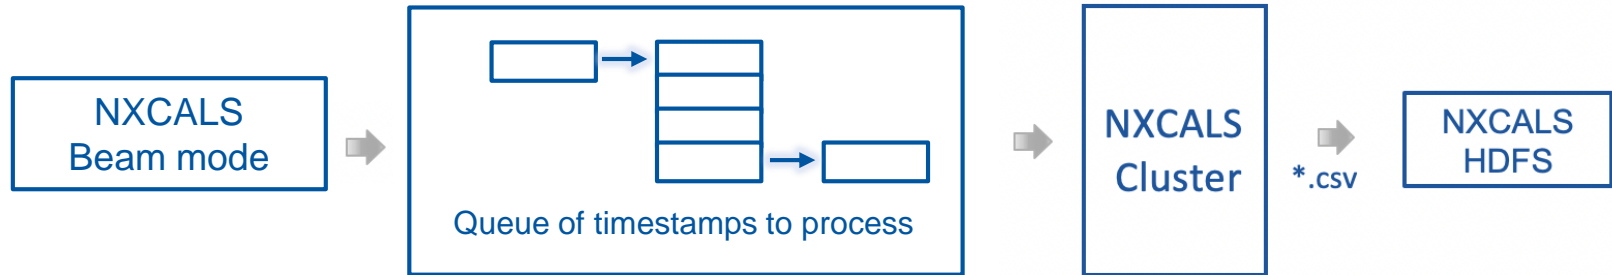 NXCALS
Beam mode
Queue of timestamps to process
NXCALS
Cluster
*.csv
NXCALS
HDFS